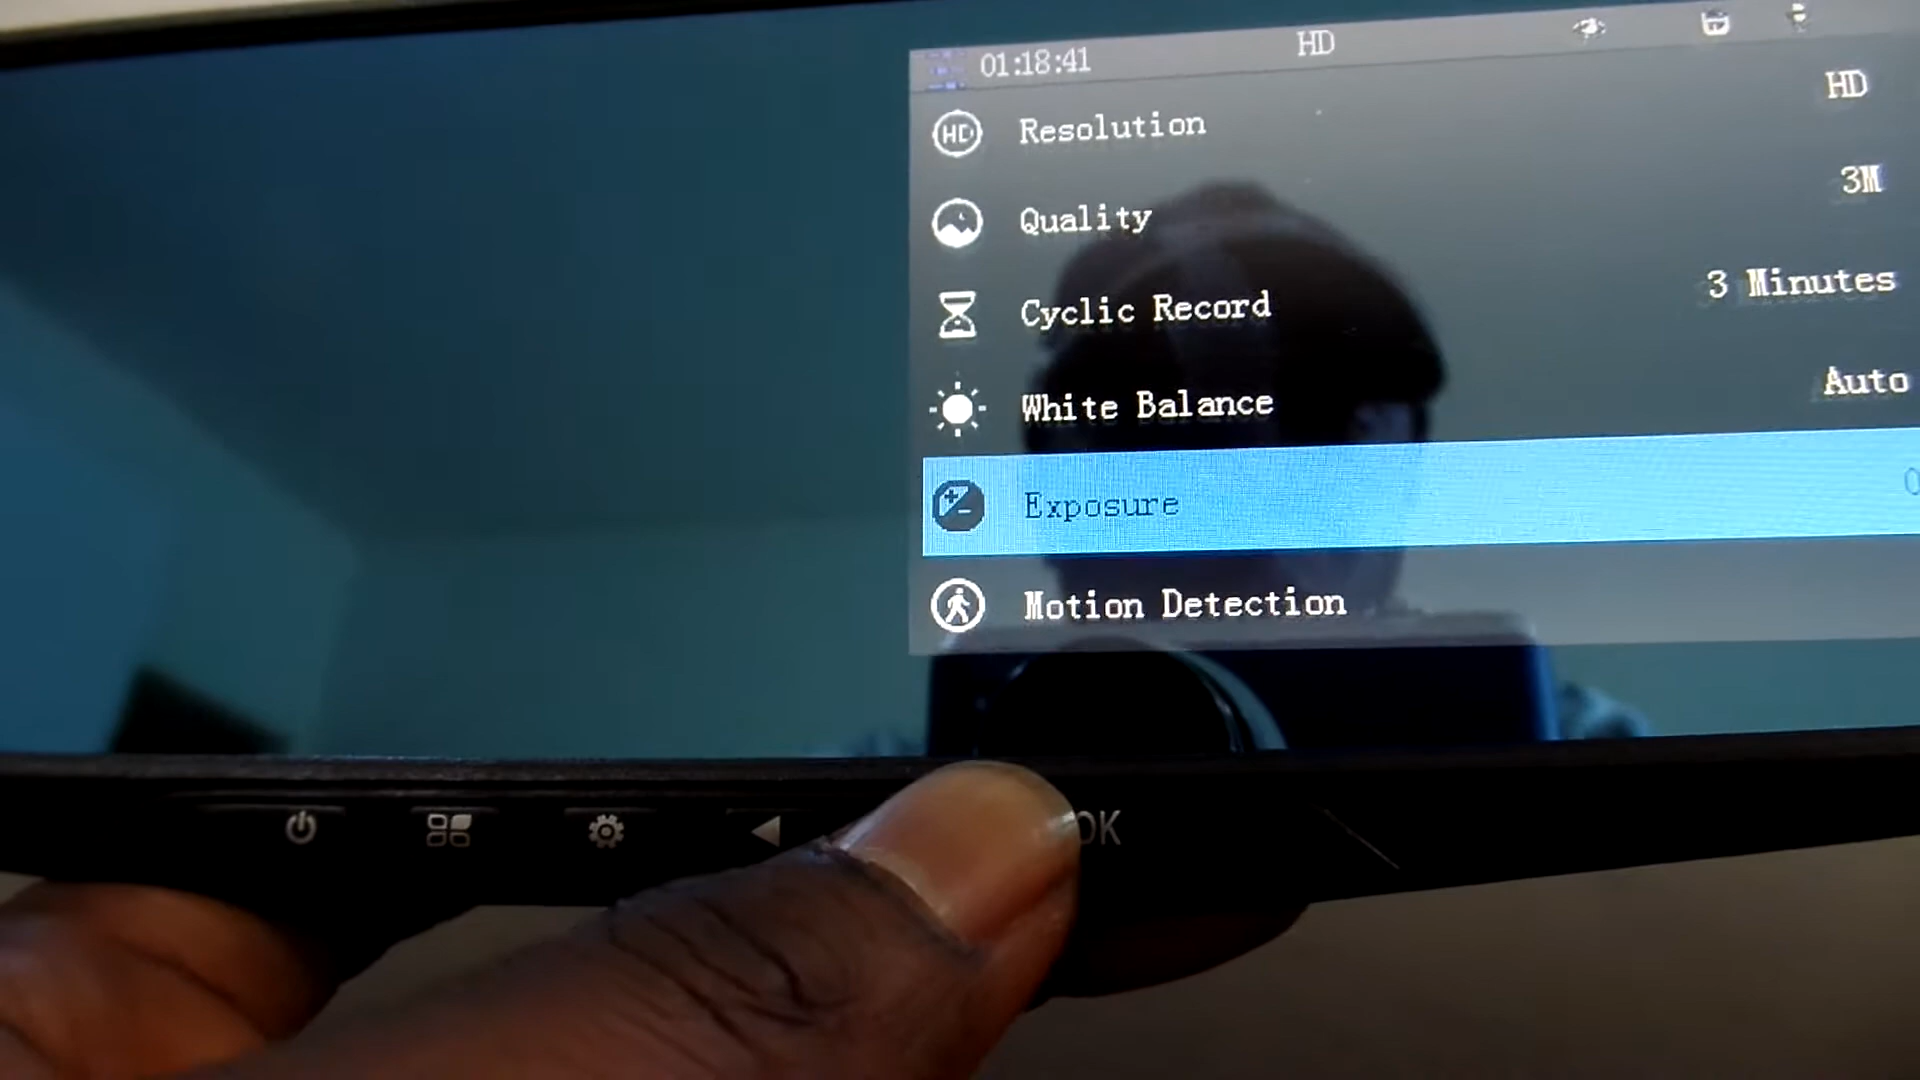 01:18:41 HD
Resolution HD
Quality 3M
Cyclic Record 3 Minutes
White Balance Auto
Exposure 0
Motion Detection
OK